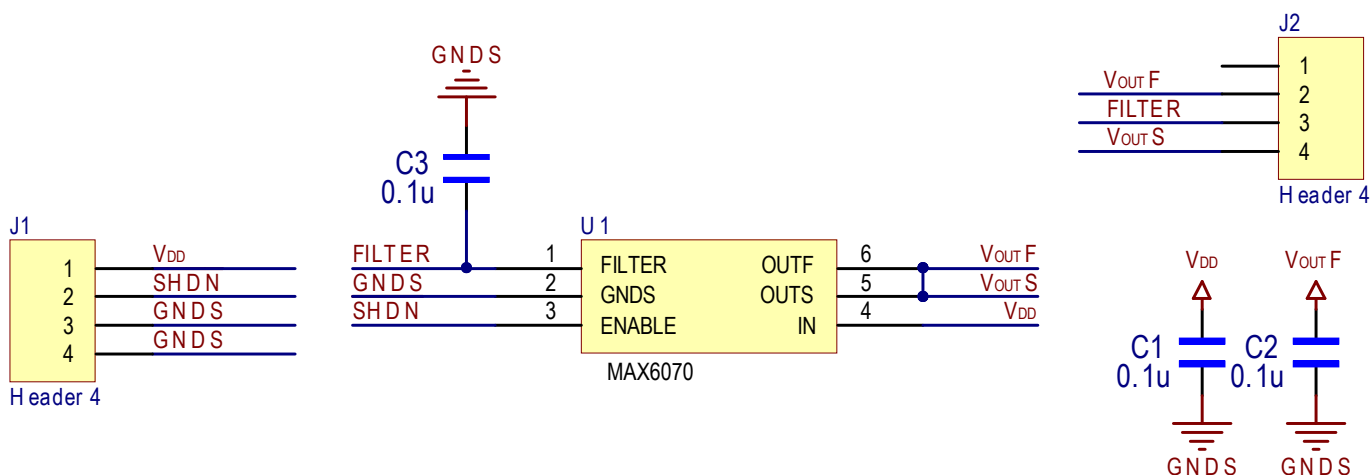 J1
1 VDD
2 SHDN
3 GNDS
4 GNDS
Header 4
GNDS
C3
0.1u
U1
FILTER 1 FILTER OUTF 6 VOUTF
GNDS 2 GNDS OUTS 5 VOUTS
SHDN 3 ENABLE IN 4 VDD
MAX6070
J2
1
VOUTF 2
FILTER 3
VOUTS 4
Header 4
VDD
C1
0.1u
GNDS
VOUTF
C2
0.1u
GNDS